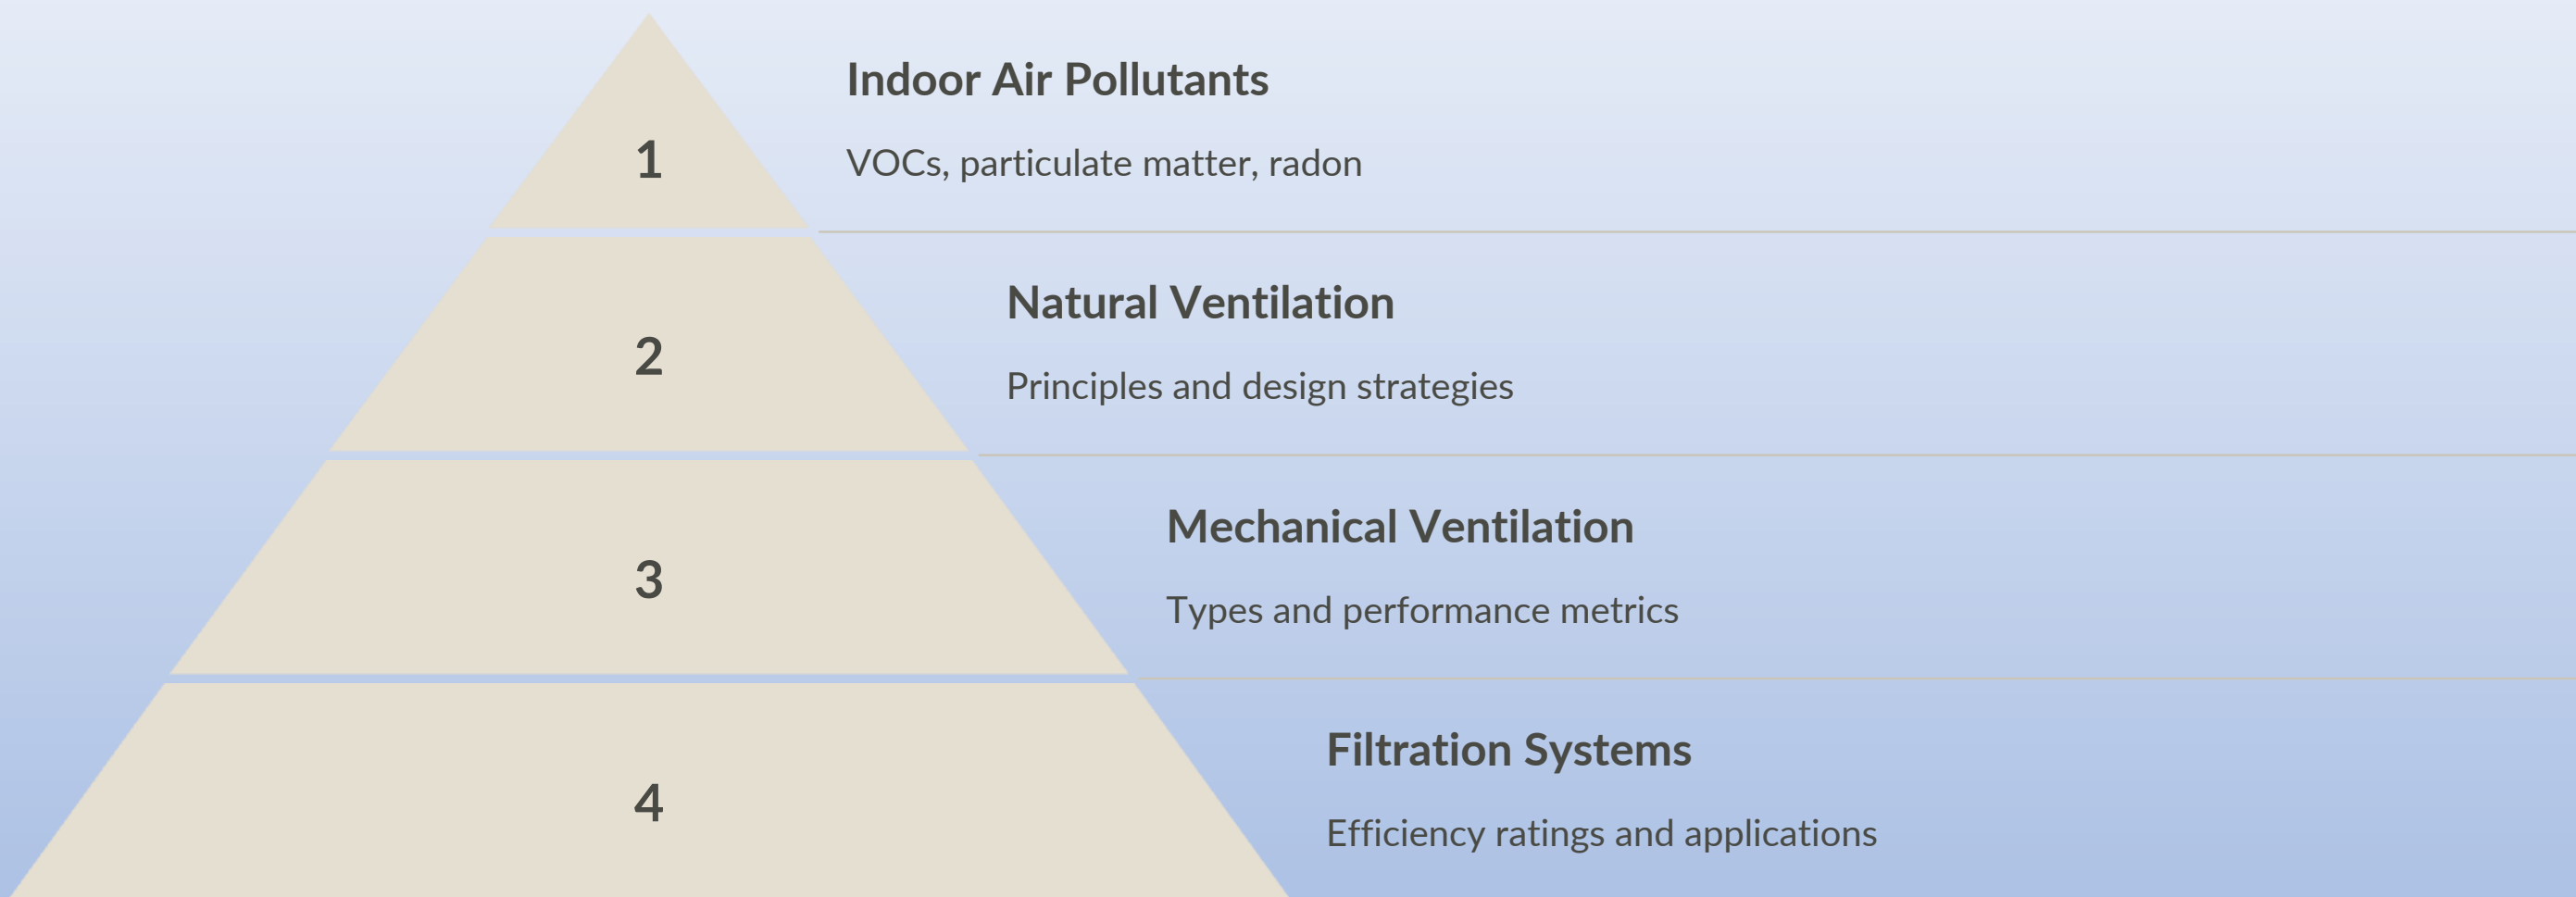 1
Indoor Air Pollutants
VOCs, particulate matter, radon
2
Natural Ventilation
Principles and design strategies
3
Mechanical Ventilation
Types and performance metrics
4
Filtration Systems
Efficiency ratings and applications